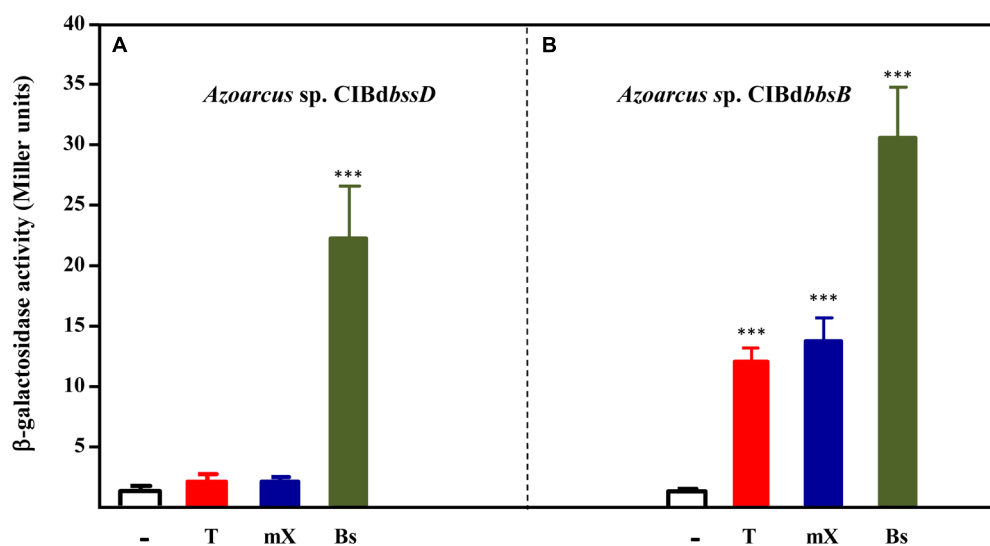 β-galactosidase activity (Miller units)
40
35
30
25
20
15
10
5
A
Azoarcus sp. CIBdbssD
***
- T mX Bs
B
Azoarcus sp. CIBdbbsB
***
***
***
- T mX Bs